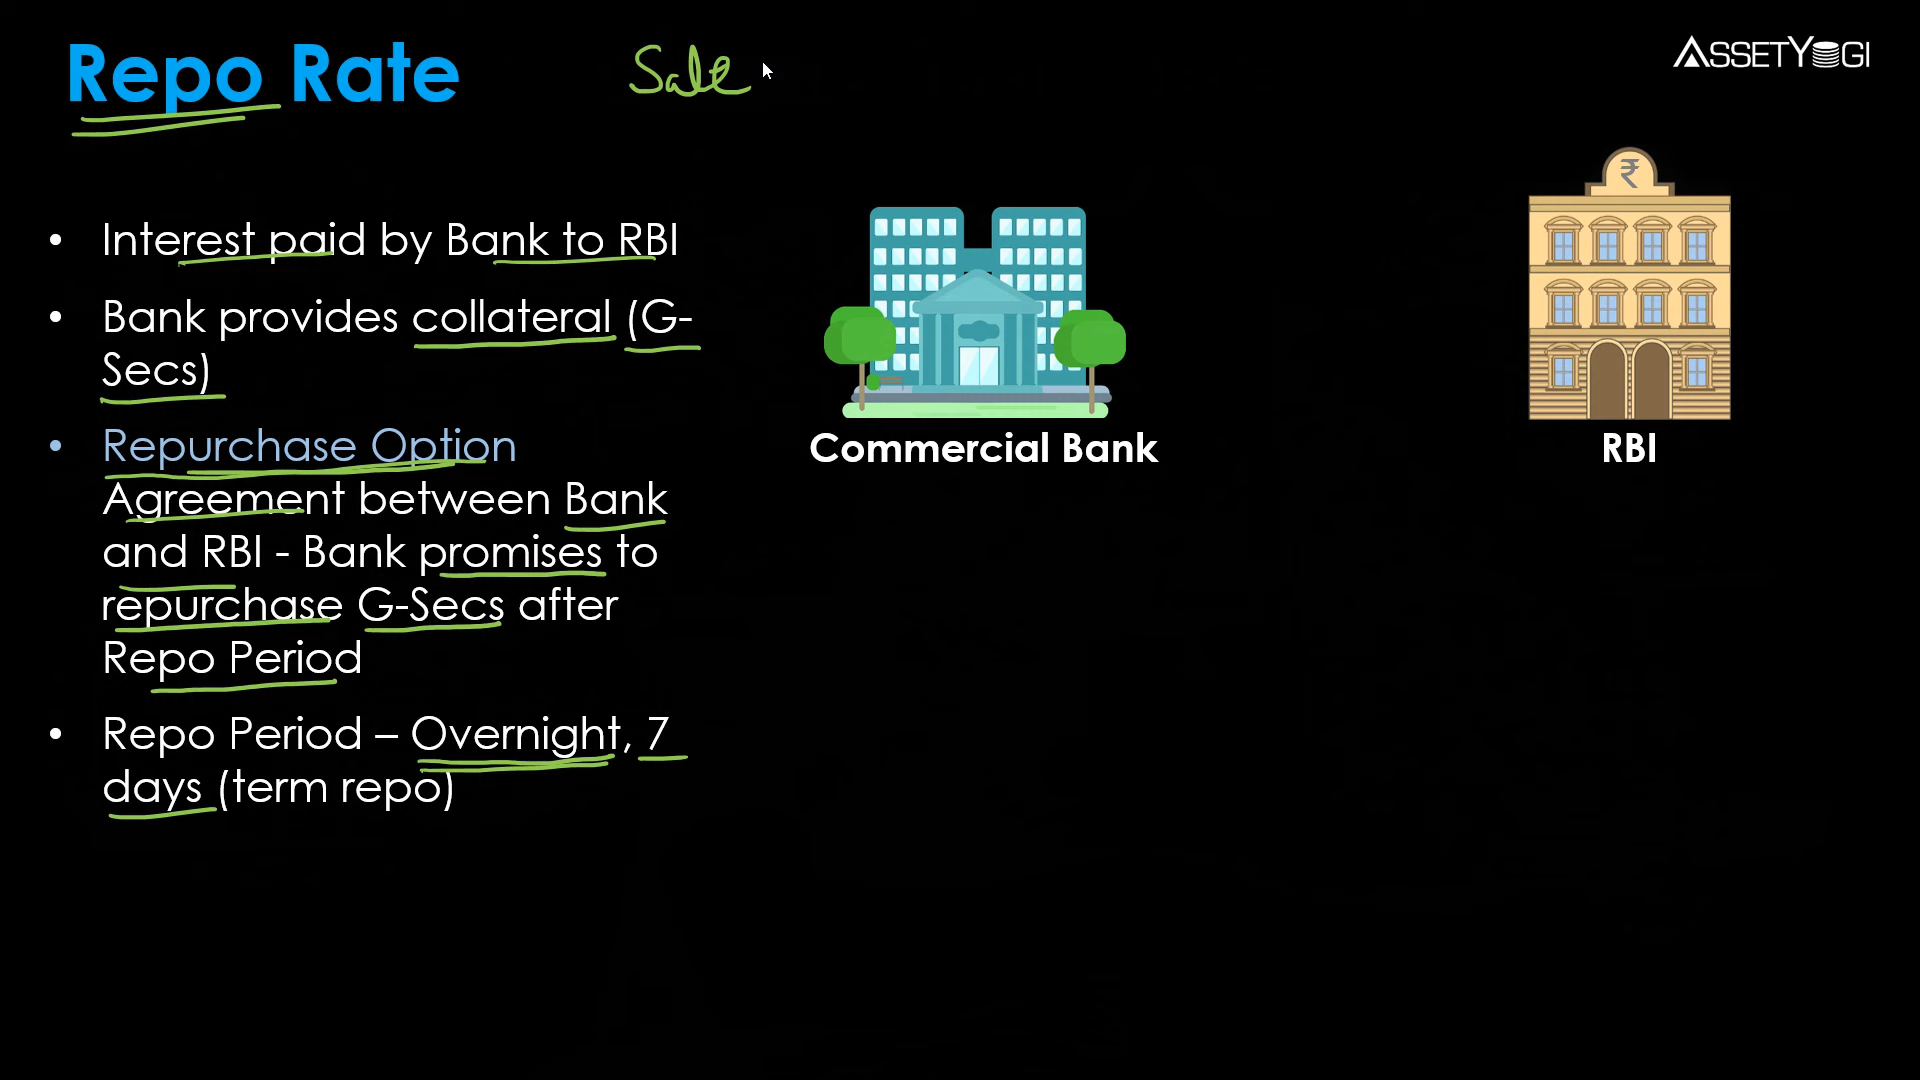 Repo Rate
Sale
ASSETYOGI
₹
• Interest paid by Bank to RBI
• Bank provides collateral (G-
Secs)
• Repurchase Option
Agreement between Bank
and RBI - Bank promises to
repurchase G-Secs after
Repo Period
• Repo Period – Overnight, 7
days (term repo)
Commercial Bank
RBI